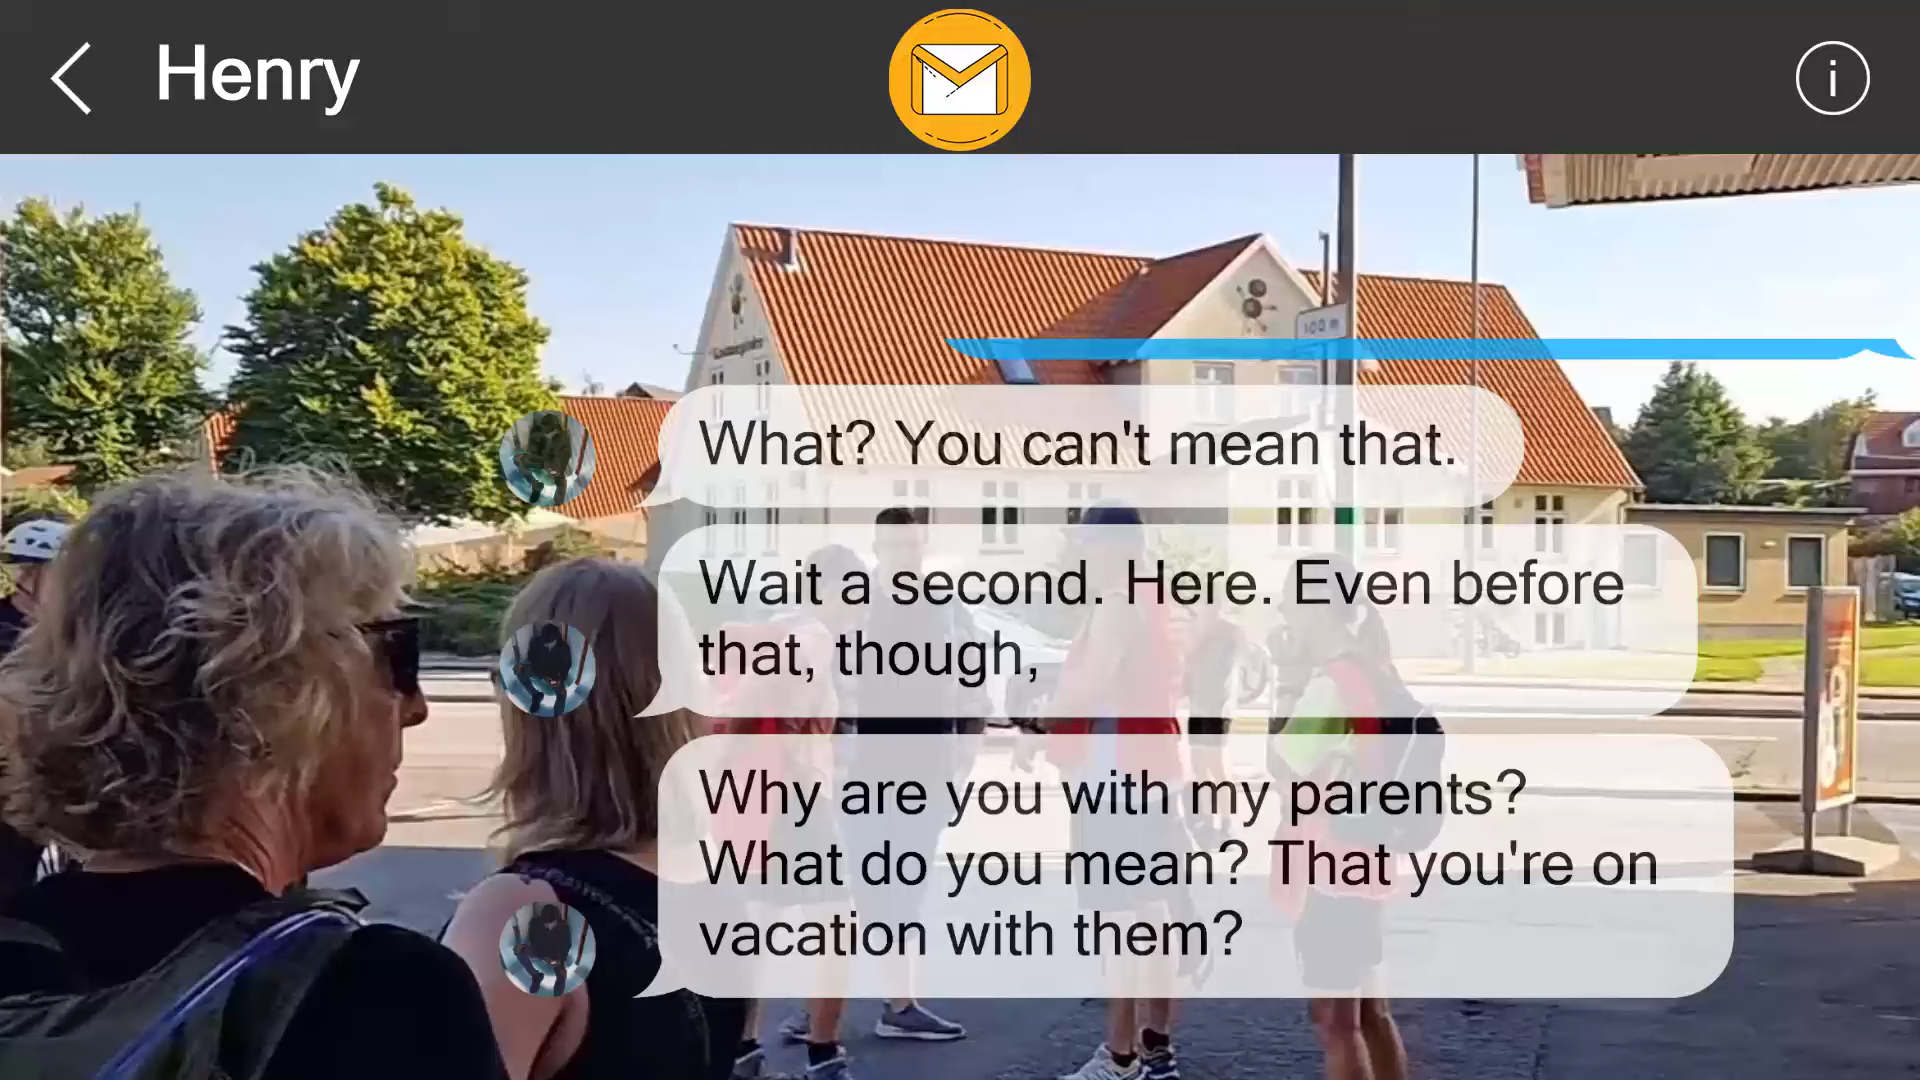 Henry
100 m
What? You can't mean that.
Wait a second. Here. Even before
that, though,
Why are you with my parents?
What do you mean? That you're on
vacation with them?